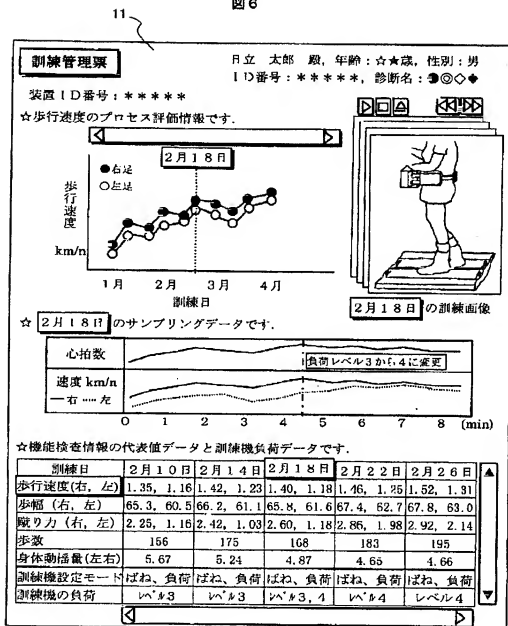 図6
11
訓練管理票
日立 太郎 殿, 年齢:☆★歳, 性別:男
ID番号:*****, 診断名:◑◎◇◆
装置ID番号:*****
☆歩行速度のプロセス評価情報です.
2月18日
●右足
○左足
歩行速度
km/n
1月 2月 3月 4月
訓練日
2月18日の訓練画像
☆ 2月18日のサンプリングデータです.
心拍数
負荷レベル3から4に変更
速度 km/n
―右 ……左
0 1 2 3 4 5 6 7 8 (min)
☆機能検査情報の代表値データと訓練機負荷データです.
訓練日 2月10日 2月14日 2月18日 2月22日 2月26日
歩行速度(右, 左) 1.35, 1.16 1.42, 1.23 1.40, 1.18 1.46, 1.25 1.52, 1.31
歩幅 (右, 左) 65.3, 60.5 66.2, 61.1 65.8, 61.6 67.4, 62.7 67.8, 63.0
蹴り力 (右, 左) 2.25, 1.16 2.42, 1.03 2.60, 1.18 2.86, 1.98 2.92, 2.14
歩数 156 175 168 183 195
身体動揺量(左右) 5.67 5.24 4.87 4.65 4.66
訓練機設定モード ばね、負荷 ばね、負荷 ばね、負荷 ばね、負荷 ばね、負荷
訓練機の負荷 レベル3 レベル3 レベル3, 4 レベル4 レベル4